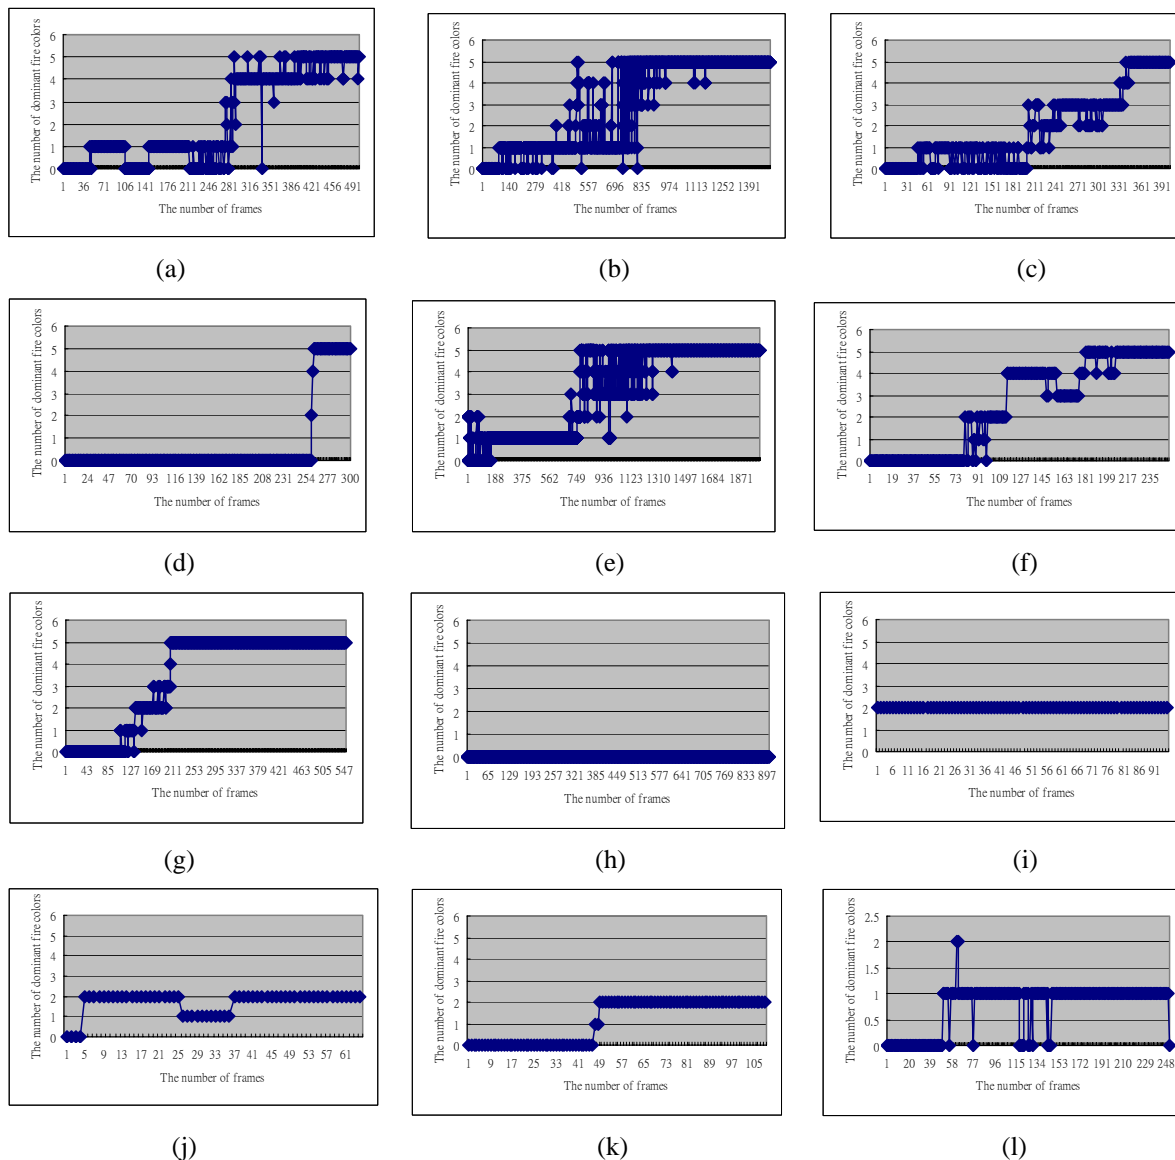 The number of dominant fire colors
6
5
4
3
2
1
0
1 36 71 106 141 176 211 246 281 316 351 386 421 456 491
The number of frames
(a)
The number of dominant fire colors
6
5
4
3
2
1
0
1 140 279 418 557 696 835 974 1113 1252 1391
The number of frames
(b)
The number of dominant fire colors
6
5
4
3
2
1
0
1 31 61 91 121 151 181 211 241 271 301 331 361 391
The number of frames
(c)
The number of dominant fire colors
6
5
4
3
2
1
0
1 24 47 70 93 116 139 162 185 208 231 254 277 300
The number of frames
(d)
The number of dominant fire colors
6
5
4
3
2
1
0
1 188 375 562 749 936 1123 1310 1497 1684 1871
The number of frames
(e)
The number of dominant fire colors
6
5
4
3
2
1
0
1 19 37 55 73 91 109 127 145 163 181 199 217 235
The number of frames
(f)
The number of dominant fire colors
6
5
4
3
2
1
0
1 43 85 127 169 211 253 295 337 379 421 463 505 547
The number of frames
(g)
The number of dominant fire colors
6
5
4
3
2
1
0
1 65 129 193 257 321 385 449 513 577 641 705 769 833 897
The number of frames
(h)
The number of dominant fire colors
6
5
4
3
2
1
0
1 6 11 16 21 26 31 36 41 46 51 56 61 66 71 76 81 86 91
The number of frames
(i)
The number of dominant fire colors
6
5
4
3
2
1
0
1 5 9 13 17 21 25 29 33 37 41 45 49 53 57 61
The number of frames
(j)
The number of dominant fire colors
6
5
4
3
2
1
0
1 9 17 25 33 41 49 57 65 73 81 89 97 105
The number of frames
(k)
The number of dominant fire colors
2.5
2
1.5
1
0.5
0
1 20 39 58 77 96 115 134 153 172 191 210 229 248
The number of frames
(l)